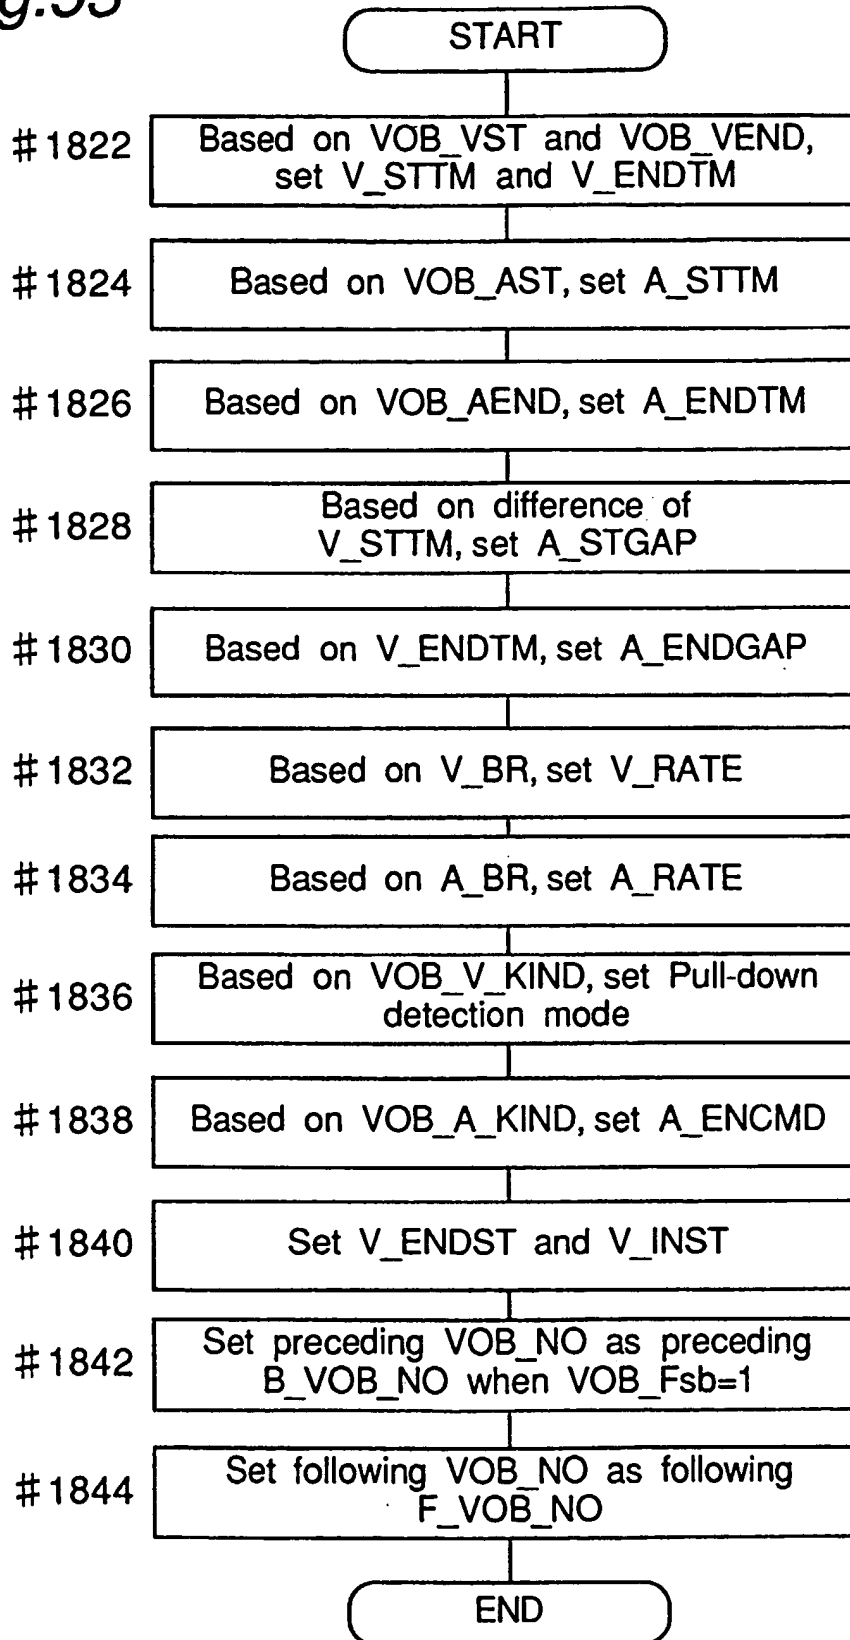 START
#1822
Based on VOB_VST and VOB_VEND,
set V_STTM and V_ENDTM
#1824
Based on VOB_AST, set A_STTM
#1826
Based on VOB_AEND, set A_ENDTM
#1828
Based on difference of
V_STTM, set A_STGAP
#1830
Based on V_ENDTM, set A_ENDGAP
#1832
Based on V_BR, set V_RATE
#1834
Based on A_BR, set A_RATE
#1836
Based on VOB_V_KIND, set Pull-down
detection mode
#1838
Based on VOB_A_KIND, set A_ENCMD
#1840
Set V_ENDST and V_INST
#1842
Set preceding VOB_NO as preceding
B_VOB_NO when VOB_Fsb=1
#1844
Set following VOB_NO as following
F_VOB_NO
END